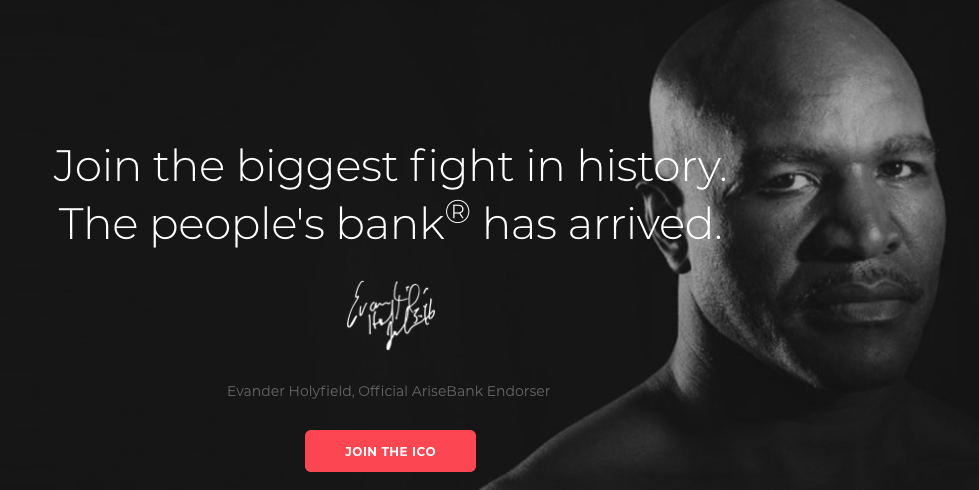 Join the biggest fight in history.
The people's bank® has arrived.
Evander Holyfield, Official AriseBank Endorser
JOIN THE ICO